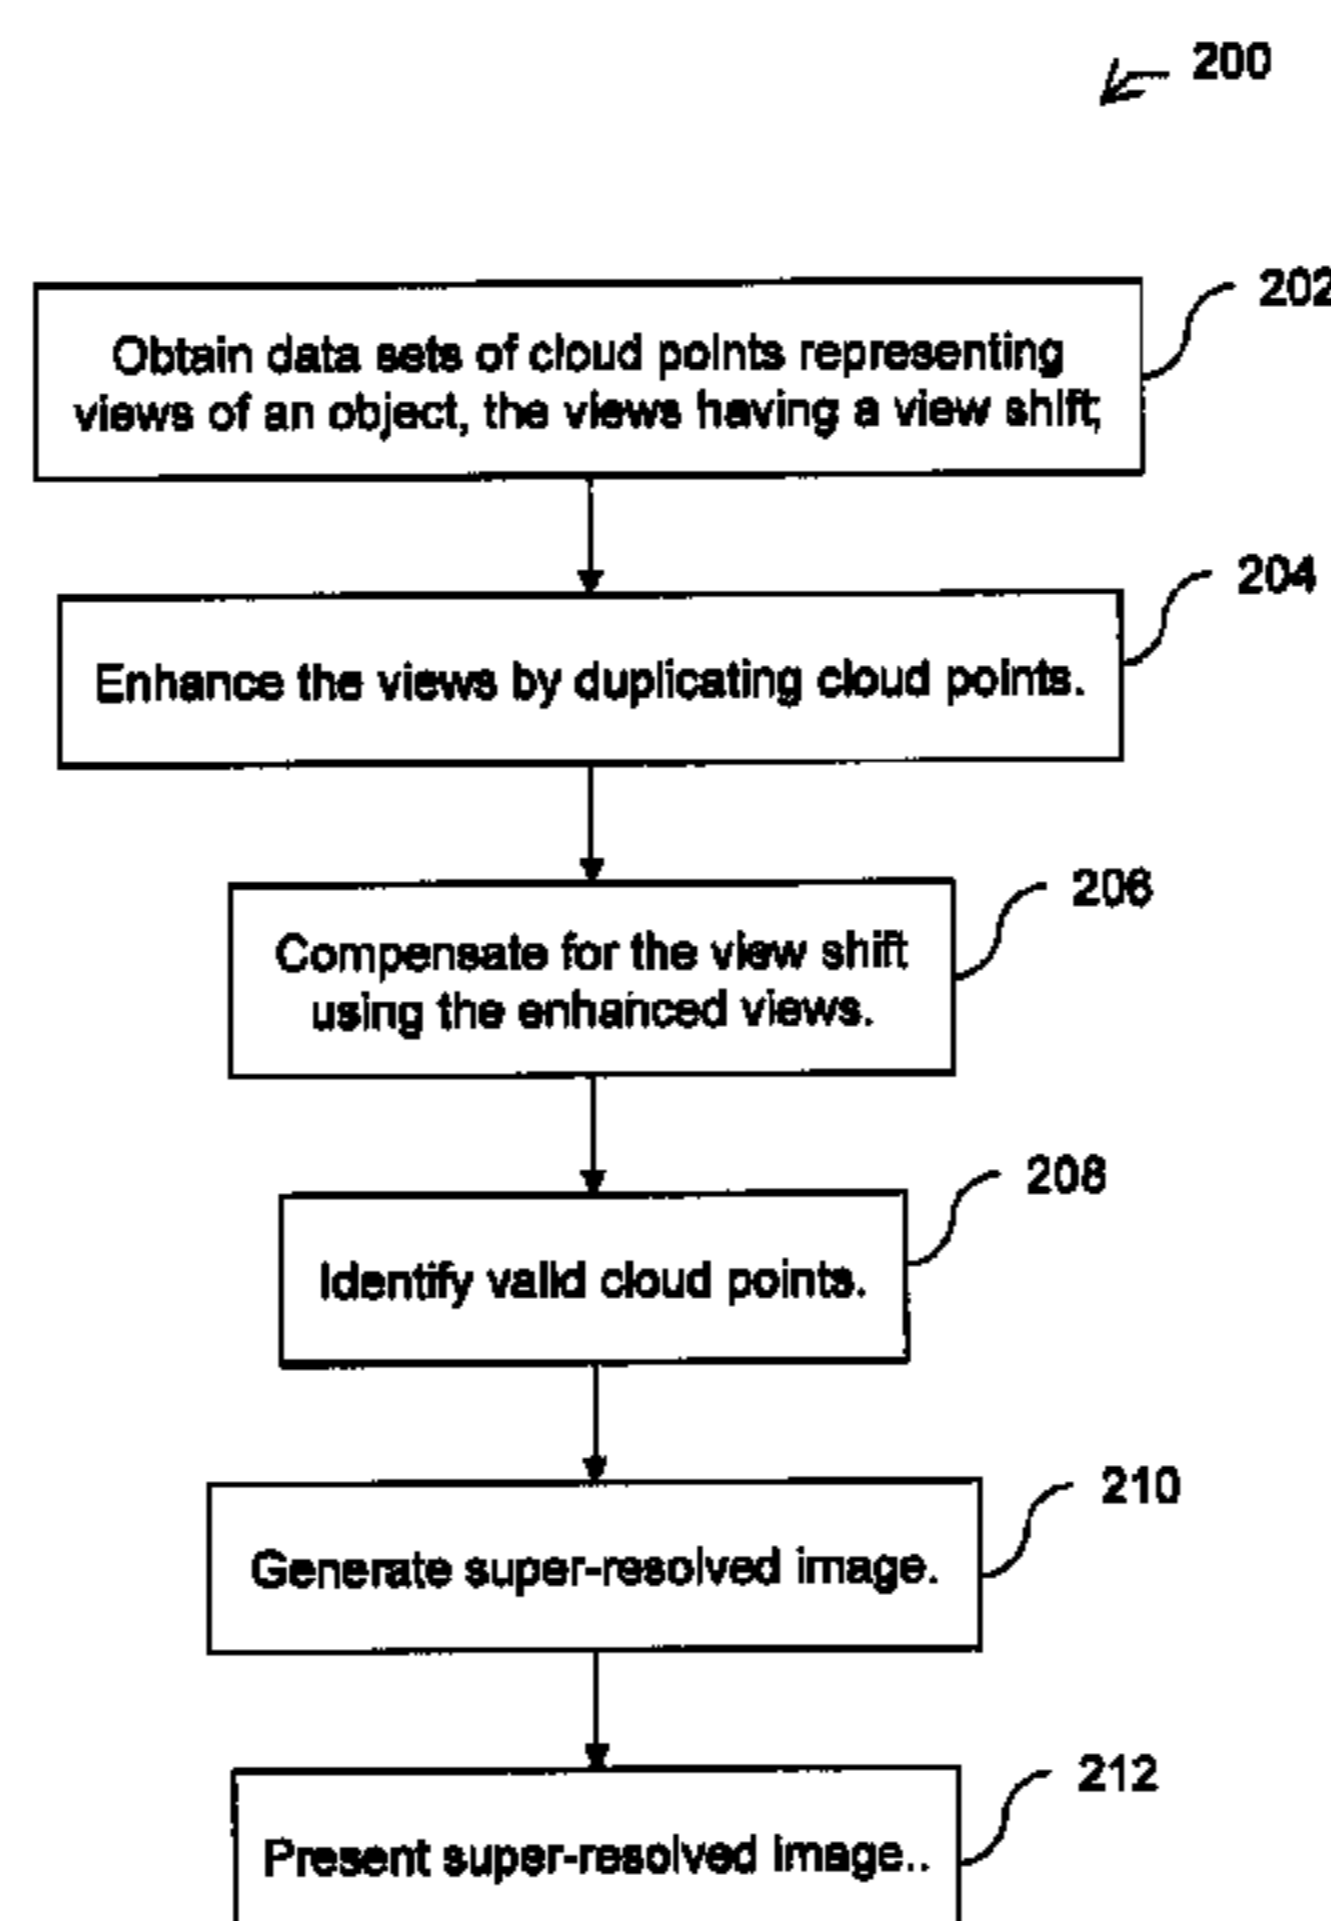 200
202
Obtain data sets of cloud points representing
views of an object, the views having a view shift;
204
Enhance the views by duplicating cloud points.
206
Compensate for the view shift
using the enhanced views.
208
Identify valid cloud points.
210
Generate super-resolved image.
212
Present super-resolved image..